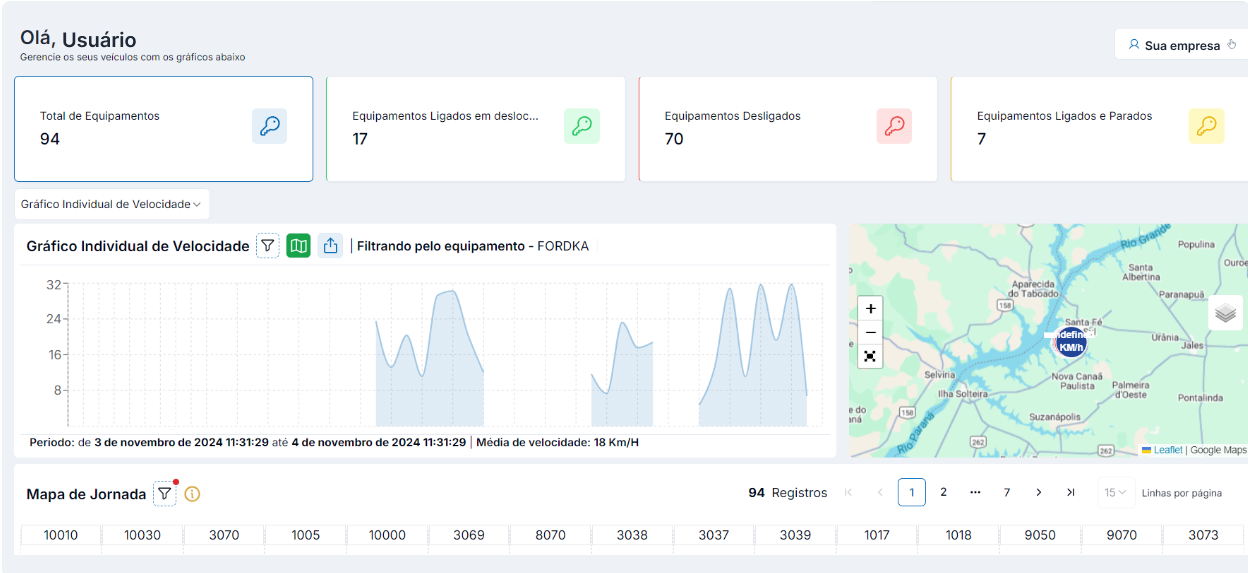 Olá, Usuário
Gerencie os seus veículos com os gráficos abaixo
Sua empresa
Total de Equipamentos
94
Equipamentos Ligados em desloc...
17
Equipamentos Desligados
70
Equipamentos Ligados e Parados
7
Gráfico Individual de Velocidade
Gráfico Individual de Velocidade | Filtrando pelo equipamento - FORDKA
32
24
16
8
Periodo: de 3 de novembro de 2024 11:31:29 até 4 de novembro de 2024 11:31:29 | Média de velocidade: 18 Km/H
Rio Grande
Populina
Santa
Albertina
Ouroe
Aparecida
do Taboado
Paranapuã
158
+
−
Santa Fé
ndefined
KM/h
Urânia
Jales
Selvíria
Nova Canaã
Paulista
Palmeira
d'Oeste
Ilha Solteira
Pontalinda
158
e do
Rio Paraná
Suzanápolis
262
262
Leaflet | Google Maps
Mapa de Jornada
94 Registros
1
2
•••
7
15
Linhas por página
10010 10030 3070 1005 10000 3069 8070 3038 3037 3039 1017 1018 9050 9070 3073